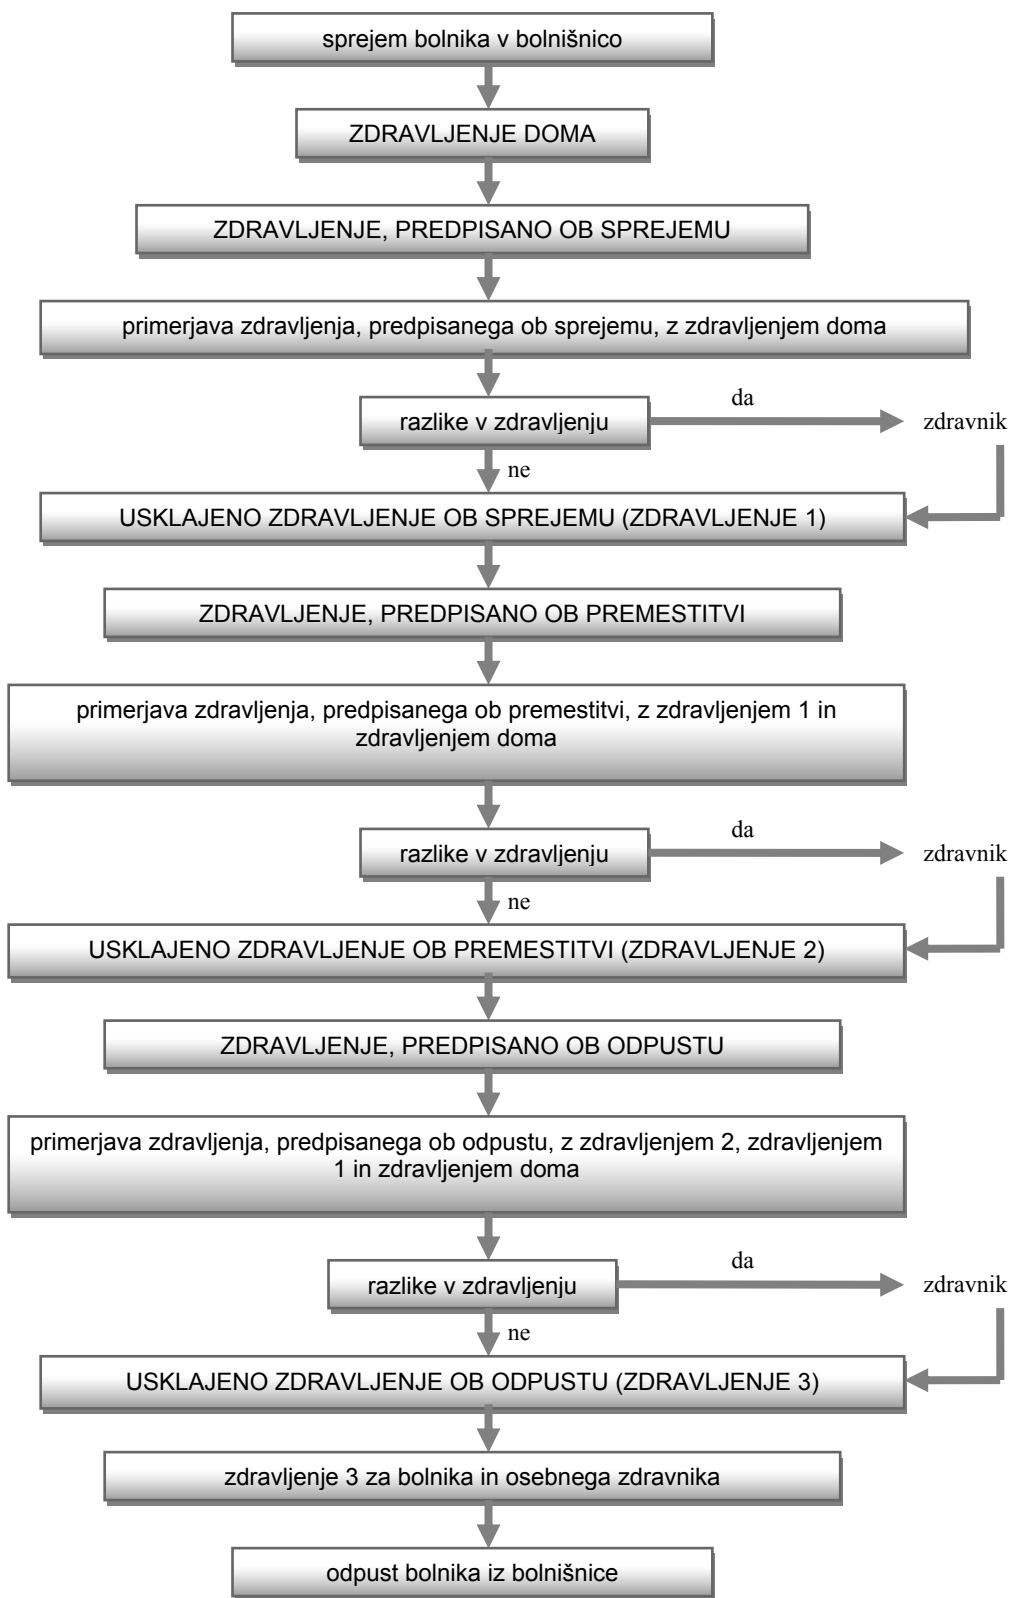 sprejem bolnika v bolnišnico
ZDRAVLJENJE DOMA
ZDRAVLJENJE, PREDPISANO OB SPREJEMU
primerjava zdravljenja, predpisanega ob sprejemu, z zdravljenjem doma
da
razlike v zdravljenju
zdravnik
ne
USKLAJENO ZDRAVLJENJE OB SPREJEMU (ZDRAVLJENJE 1)
ZDRAVLJENJE, PREDPISANO OB PREMESTITVI
primerjava zdravljenja, predpisanega ob premestitvi, z zdravljenjem 1 in
zdravljenjem doma
da
razlike v zdravljenju
zdravnik
ne
USKLAJENO ZDRAVLJENJE OB PREMESTITVI (ZDRAVLJENJE 2)
ZDRAVLJENJE, PREDPISANO OB ODPUSTU
primerjava zdravljenja, predpisanega ob odpustu, z zdravljenjem 2, zdravljenjem
1 in zdravljenjem doma
da
razlike v zdravljenju
zdravnik
ne
USKLAJENO ZDRAVLJENJE OB ODPUSTU (ZDRAVLJENJE 3)
zdravljenje 3 za bolnika in osebnega zdravnika
odpust bolnika iz bolnišnice